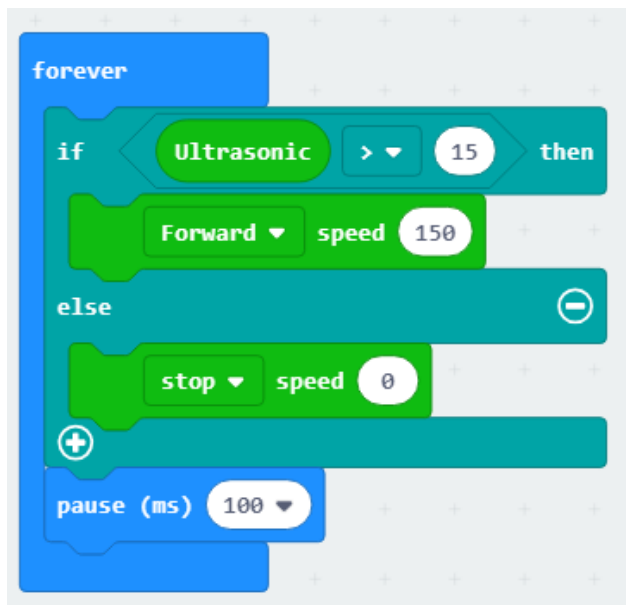 forever
if Ultrasonic > 15 then
Forward speed 150
else
stop speed 0
pause (ms) 100